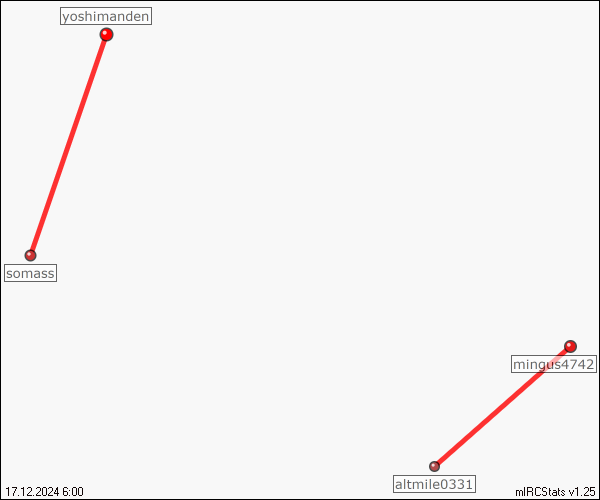 yoshimanden
somass
mingus4742
altmile0331
17.12.2024 6:00
mIRCStats v1.25